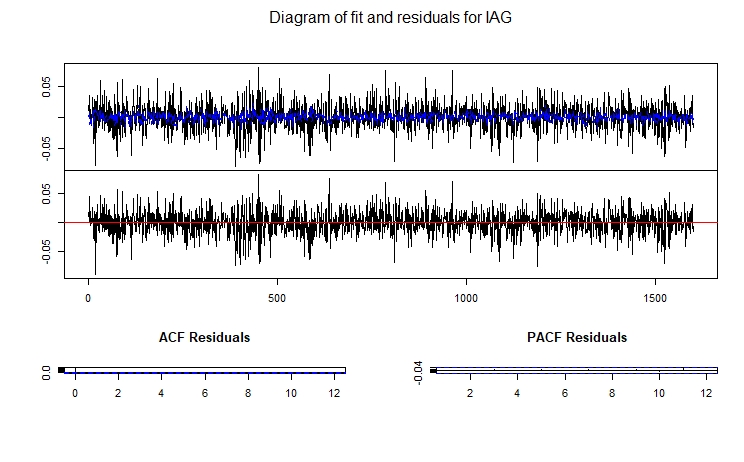 Diagram of fit and residuals for IAG
0.05
-0.05
0.05
-0.05
0 500 1000 1500
ACF Residuals PACF Residuals
0.0 -0.04
0 2 4 6 8 10 12 2 4 6 8 10 12